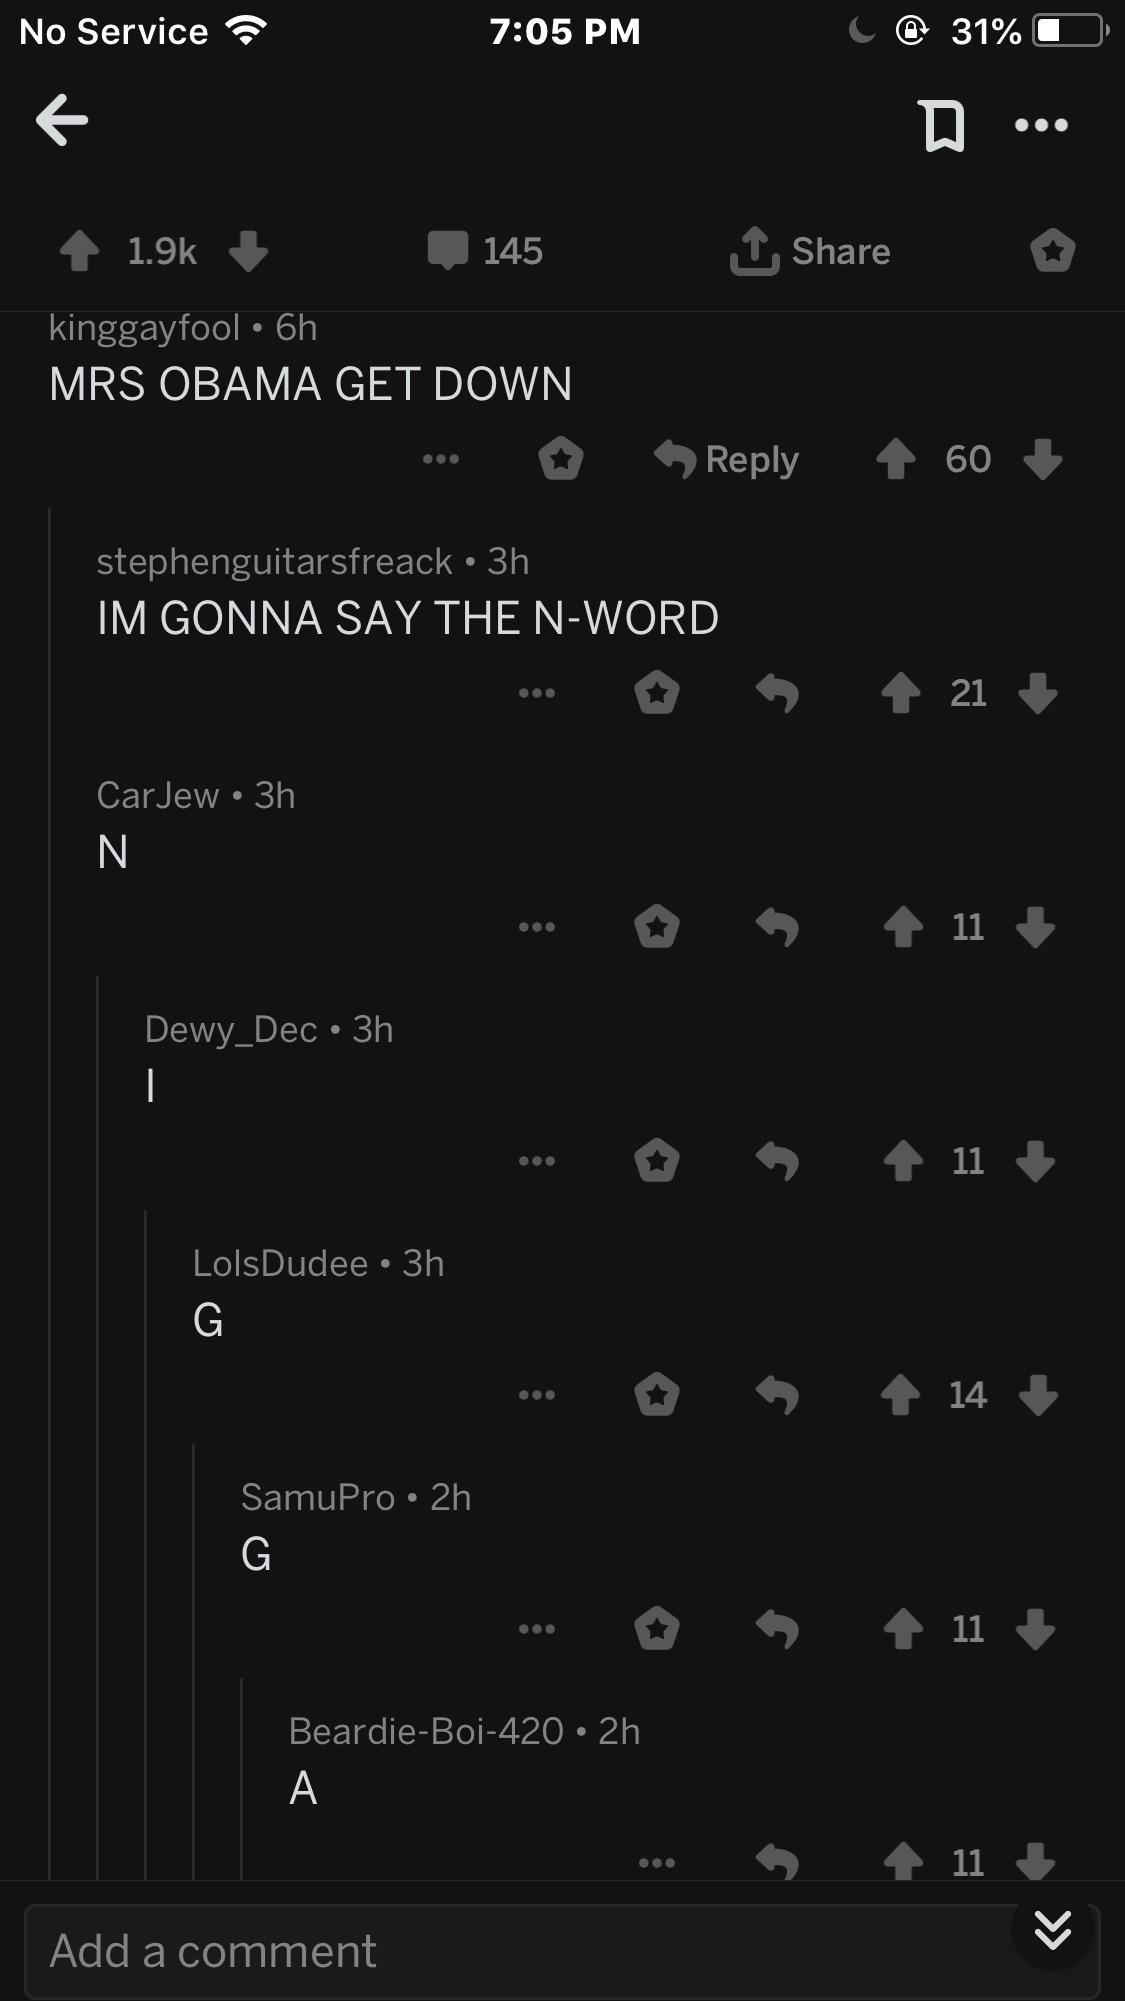 No Service 7:05 PM 31%
1.9k 145 Share
kinggayfool • 6h
MRS OBAMA GET DOWN
Reply 60
stephenguitarsfreack • 3h
IM GONNA SAY THE N-WORD
21
CarJew • 3h
N
11
Dewy_Dec • 3h
I
11
LolsDudee • 3h
G
14
SamuPro • 2h
G
11
Beardie-Boi-420 • 2h
A
11
Add a comment